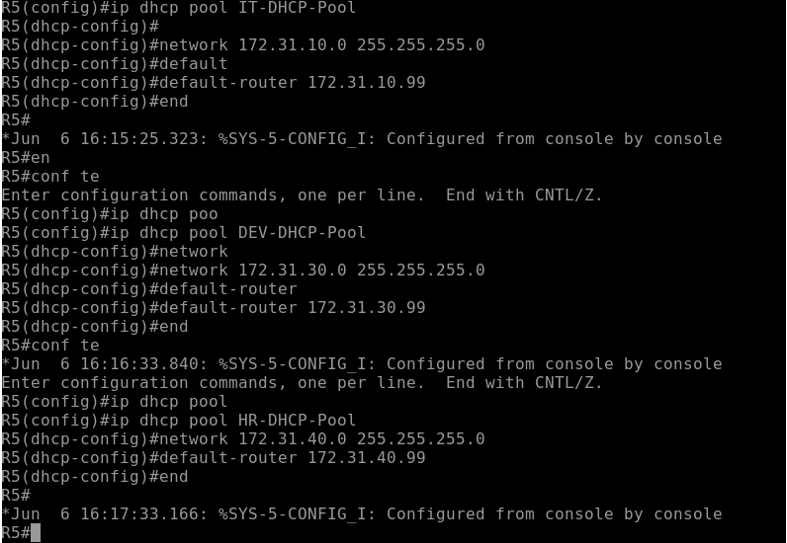 R5(config)#ip dhcp pool IT-DHCP-Pool
R5(dhcp-config)#
R5(dhcp-config)#network 172.31.10.0 255.255.255.0
R5(dhcp-config)#default
R5(dhcp-config)#default-router 172.31.10.99
R5(dhcp-config)#end
R5#
*Jun  6 16:15:25.323: %SYS-5-CONFIG_I: Configured from console by console
R5#en
R5#conf te
Enter configuration commands, one per line.  End with CNTL/Z.
R5(config)#ip dhcp poo
R5(config)#ip dhcp pool DEV-DHCP-Pool
R5(dhcp-config)#network
R5(dhcp-config)#network 172.31.30.0 255.255.255.0
R5(dhcp-config)#default-router
R5(dhcp-config)#default-router 172.31.30.99
R5(dhcp-config)#end
R5#conf te
*Jun  6 16:16:33.840: %SYS-5-CONFIG_I: Configured from console by console
Enter configuration commands, one per line.  End with CNTL/Z.
R5(config)#ip dhcp pool
R5(config)#ip dhcp pool HR-DHCP-Pool
R5(dhcp-config)#network 172.31.40.0 255.255.255.0
R5(dhcp-config)#default-router 172.31.40.99
R5(dhcp-config)#end
R5#
*Jun  6 16:17:33.166: %SYS-5-CONFIG_I: Configured from console by console
R5#